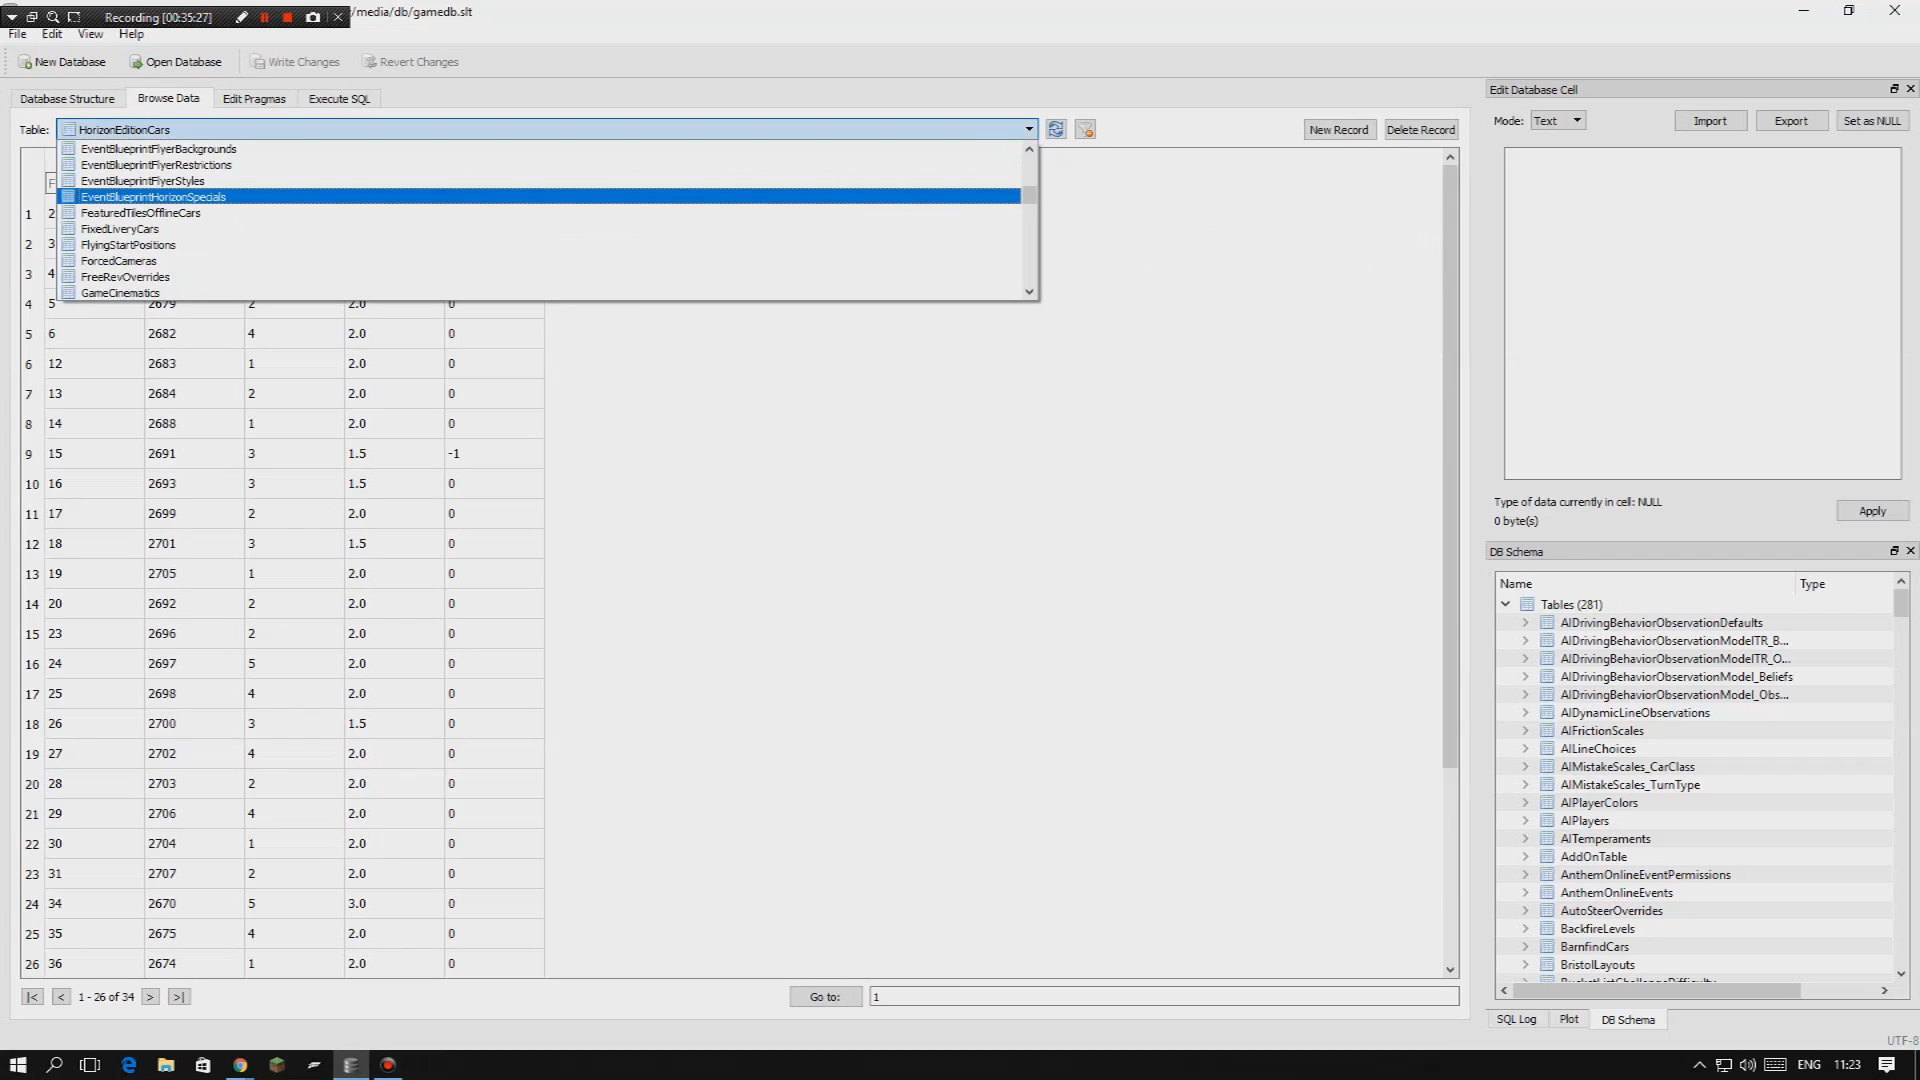 Recording [00:35:27]
/media/db/gamedb.slt
File Edit View Help
New Database Open Database Write Changes Revert Changes
Database Structure Browse Data Edit Pragmas Execute SQL
Table: HorizonEditionCars
New Record Delete Record
EventBlueprintFlyerBackgrounds
EventBlueprintFlyerRestrictions
EventBlueprintFlyerStyles
EventBlueprintHorizonSpecials
FeaturedTilesOfflineCars
FixedLiveryCars
FlyingStartPositions
ForcedCameras
FreeRevOverrides
GameCinematics
F
1 2
2 3
3 4
4 5 2679 2 2.0 0
5 6 2682 4 2.0 0
6 12 2683 1 2.0 0
7 13 2684 2 2.0 0
8 14 2688 1 2.0 0
9 15 2691 3 1.5 -1
10 16 2693 3 1.5 0
11 17 2699 2 2.0 0
12 18 2701 3 1.5 0
13 19 2705 1 2.0 0
14 20 2692 2 2.0 0
15 23 2696 2 2.0 0
16 24 2697 5 2.0 0
17 25 2698 4 2.0 0
18 26 2700 3 1.5 0
19 27 2702 4 2.0 0
20 28 2703 2 2.0 0
21 29 2706 4 2.0 0
22 30 2704 1 2.0 0
23 31 2707 2 2.0 0
24 34 2670 5 3.0 0
25 35 2675 4 2.0 0
26 36 2674 1 2.0 0
|< < 1 - 26 of 34 > >| Go to: 1
Edit Database Cell
Mode: Text Import Export Set as NULL
Type of data currently in cell: NULL
0 byte(s)
Apply
DB Schema
Name Type
Tables (281)
AIDrivingBehaviorObservationDefaults
AIDrivingBehaviorObservationModelTR_B...
AIDrivingBehaviorObservationModelTR_O...
AIDrivingBehaviorObservationModel_Beliefs
AIDrivingBehaviorObservationModel_Obs...
AIDynamicLineObservations
AIFrictionScales
AILineChoices
AIMistakeScales_CarClass
AIMistakeScales_TurnType
AIPlayerColors
AIPlayers
AITemperaments
AddOnTable
AnthemOnlineEventPermissions
AnthemOnlineEvents
AutoSteerOverrides
BackfireLevels
BarnfindCars
BristolLayouts
BucketListChallengeDifficulty
SQL Log Plot DB Schema
UTF-8
ENG 11:23